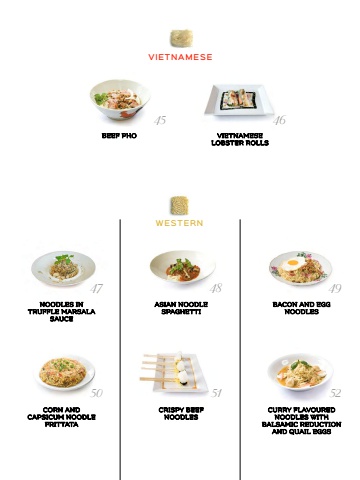 VIETNAMESE
45
46
BEEF PHO
VIETNAMESE
LOBSTER ROLLS
WESTERN
47
48
49
NOODLES IN
TRUFFLE MARSALA
SAUCE
ASIAN NOODLE
SPAGHETTI
BACON AND EGG
NOODLES
50
51
52
CORN AND
CAPSICUM NOODLE
FRITTATA
CRISPY BEEF
NOODLES
CURRY FLAVOURED
NOODLES WITH
BALSAMIC REDUCTION
AND QUAIL EGGS